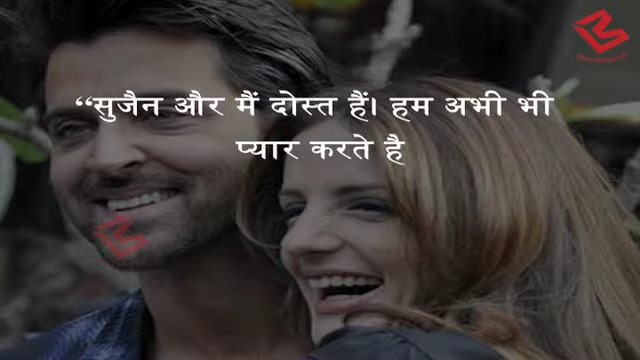 “सुजैन और मैं दोस्त हैं। हम अभी भी
प्यार करते है